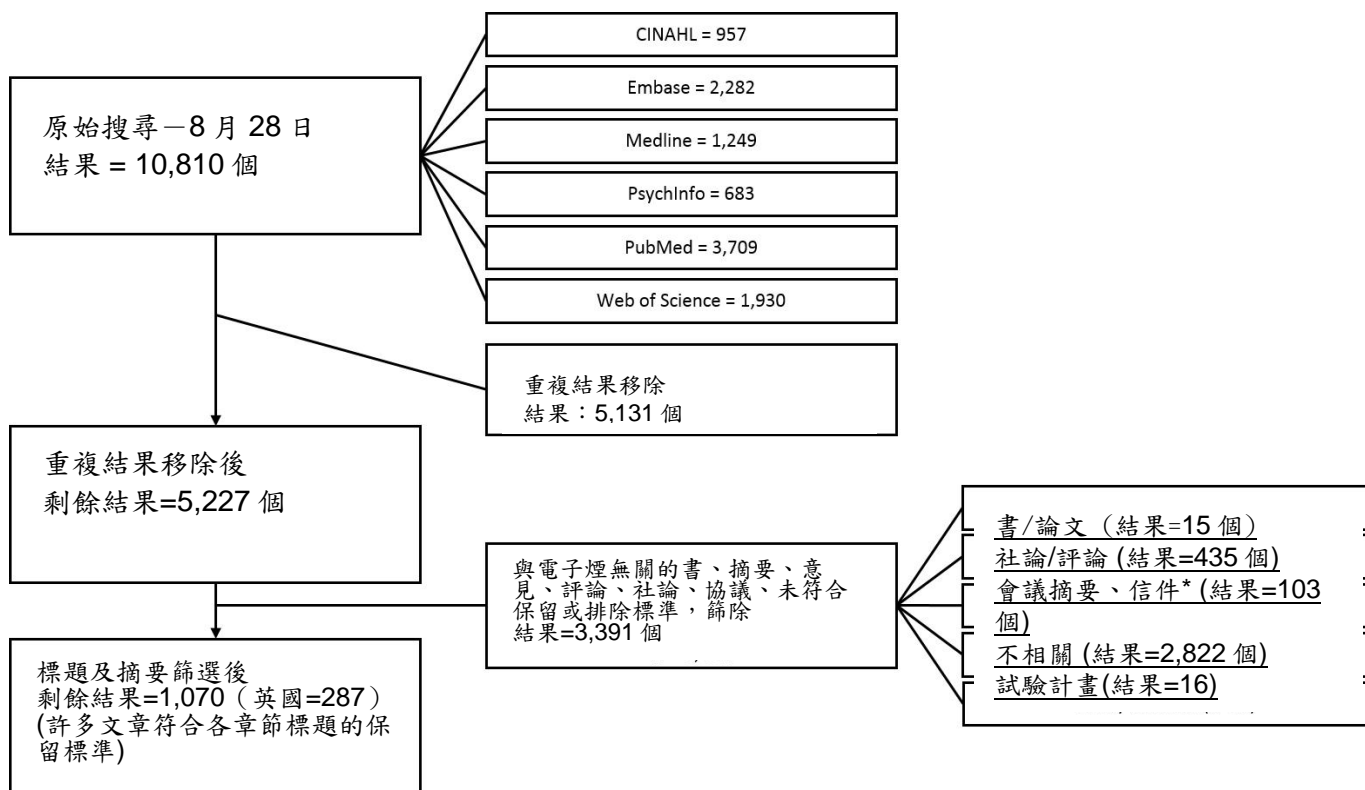 原始搜尋－8 月 28 日
結果 = 10,810 個
CINAHL = 957
Embase = 2,282
Medline = 1,249
PsychInfo = 683
PubMed = 3,709
Web of Science = 1,930
重複結果移除
結果：5,131 個
重複結果移除後
剩餘結果=5,227 個
與電子煙無關的書、摘要、意
見、評論、社論、協議、未符合
保留或排除標準，篩除
結果=3,391 個
書/論文（結果=15 個）
社論/評論 (結果=435 個)
會議摘要、信件* (結果=103
個)
不相關 (結果=2,822 個)
試驗計畫(結果=16)
標題及摘要篩選後
剩餘結果=1,070（英國=287）
(許多文章符合各章節標題的保
留標準)